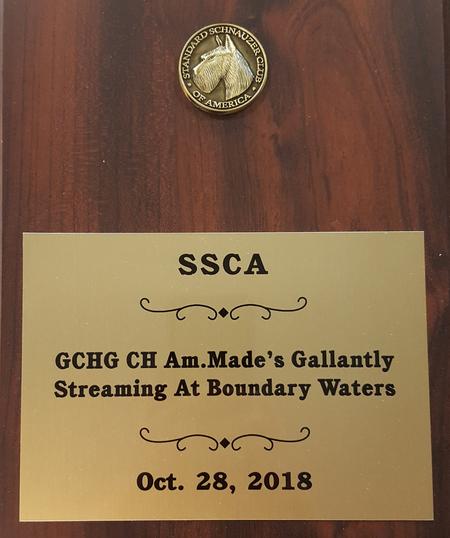 STANDARD SCHNAUZER CLUB
OF AMERICA
SSCA
GCHG CH Am.Made's Gallantly
Streaming At Boundary Waters
Oct. 28, 2018